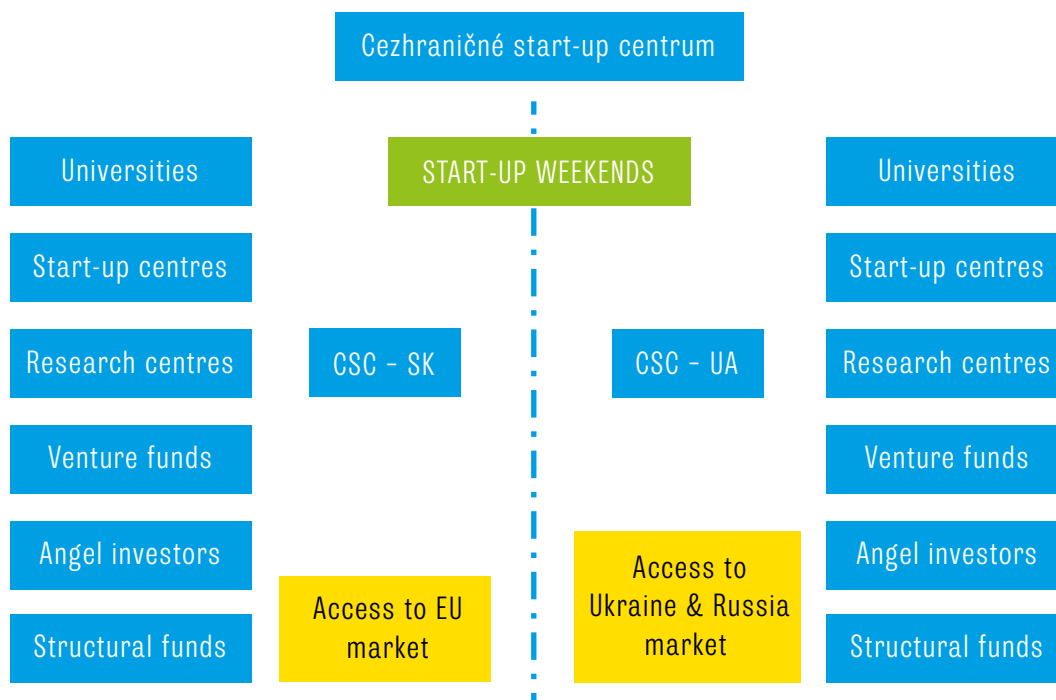 Cezhraničné start-up centrum
Universities
START-UP WEEKENDS
Universities
Start-up centres
Start-up centres
Research centres
CSC – SK
CSC – UA
Research centres
Venture funds
Venture funds
Angel investors
Angel investors
Access to EU
market
Access to
Ukraine & Russia
market
Structural funds
Structural funds